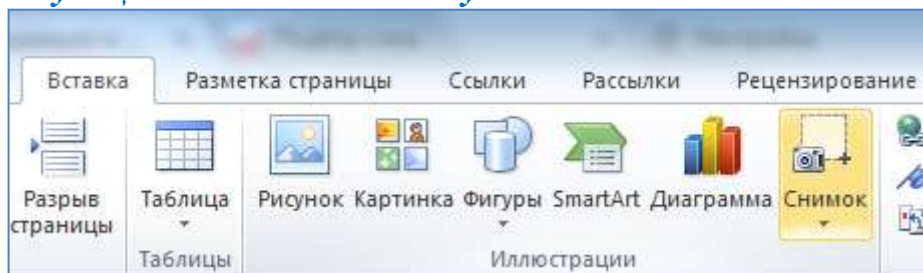 Вставка Разметка страницы Ссылки Рассылки Рецензирование
Разрыв страницы Таблица Рисунок Картинка Фигуры SmartArt Диаграмма Снимок
Таблицы Иллюстрации